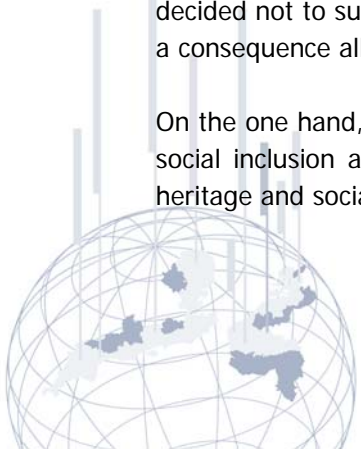 decided not to su
a consequence al
On the one hand,
social inclusion a
heritage and socia